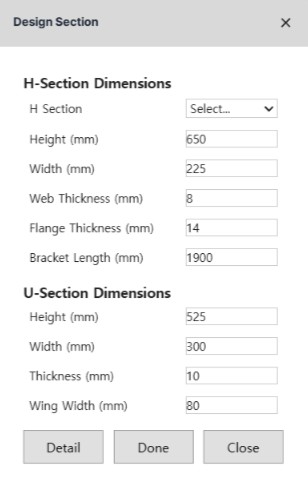 Design Section ×
H-Section Dimensions
H Section Select...
Height (mm) 650
Width (mm) 225
Web Thickness (mm) 8
Flange Thickness (mm) 14
Bracket Length (mm) 1900
U-Section Dimensions
Height (mm) 525
Width (mm) 300
Thickness (mm) 10
Wing Width (mm) 80
Detail Done Close